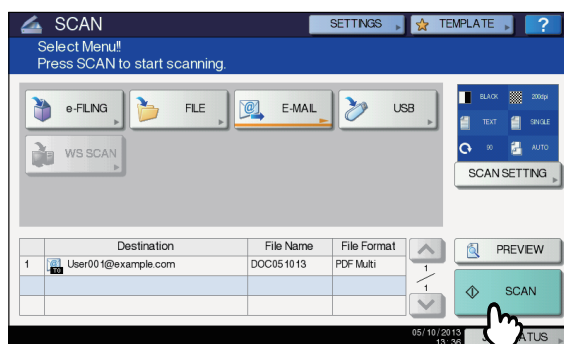 SCAN
SETTINGS
TEMPLATE
?
Select Menu!!
Press SCAN to start scanning.
e-FILING
FILE
E-MAIL
USB
WS SCAN
BLACK
200dpi
TEXT
SINGLE
90
AUTO
SCAN SETTING
Destination File Name File Format
1 TO User001@example.com DOC051013 PDF Multi
1
1
PREVIEW
SCAN
05/10/2013
13:36